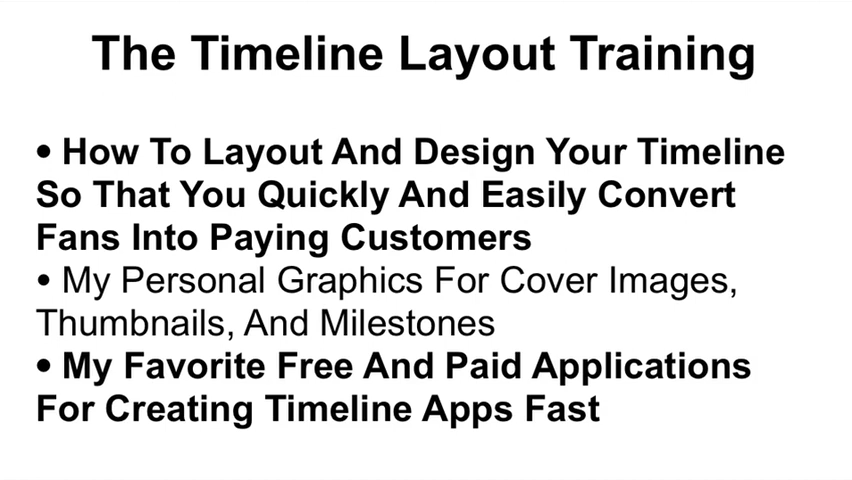 The Timeline Layout Training
• How To Layout And Design Your Timeline
So That You Quickly And Easily Convert
Fans Into Paying Customers
• My Personal Graphics For Cover Images,
Thumbnails, And Milestones
• My Favorite Free And Paid Applications
For Creating Timeline Apps Fast